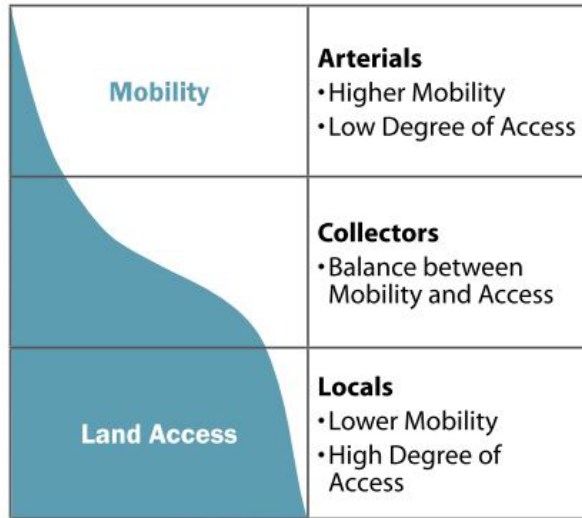 Mobility
Arterials
•Higher Mobility
•Low Degree of Access
Collectors
•Balance between
Mobility and Access
Land Access
Locals
•Lower Mobility
•High Degree of
Access